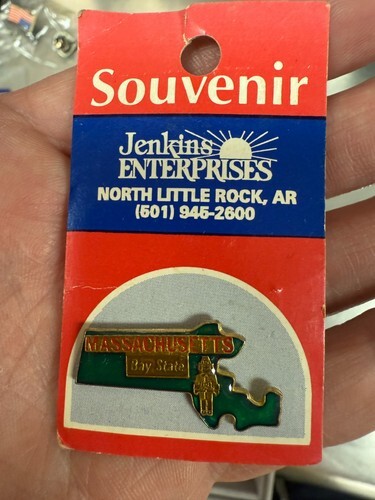 Souvenir
Jenkins
ENTERPRISES
NORTH LITTLE ROCK, AR
(501) 945-2600
MASSACHUSETTS
Bay State